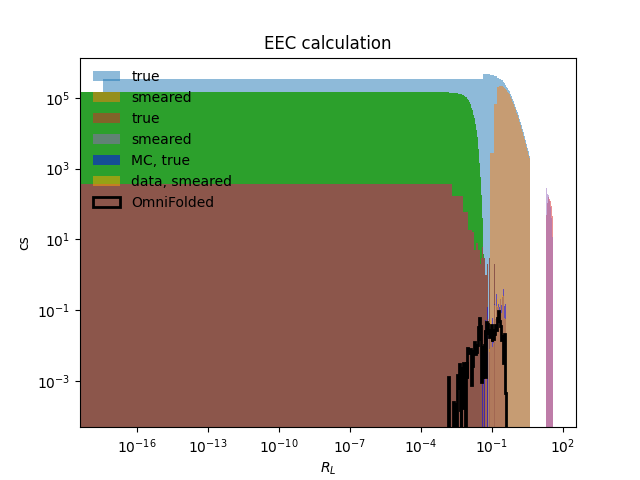 EEC calculation
true
smeared
true
smeared
MC, true
data, smeared
OmniFolded
cs
10^5
10^3
10^1
10^-1
10^-3
10^-16 10^-13 10^-10 10^-7 10^-4 10^-1 10^2
R_L